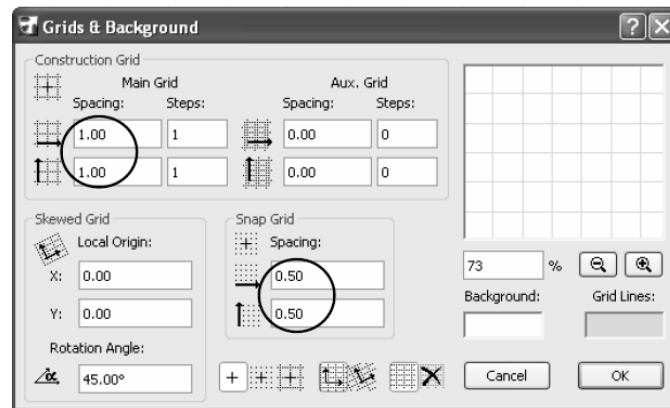 Grids & Background
Construction Grid
Main Grid Aux. Grid
Spacing: Steps: Spacing: Steps:
1.00 1 0.00 0
1.00 1 0.00 0
Skewed Grid
Local Origin:
X: 0.00
Y: 0.00
Rotation Angle:
α 45.00°
Snap Grid
Spacing:
0.50
0.50
73 %
Background: Grid Lines:
Cancel OK